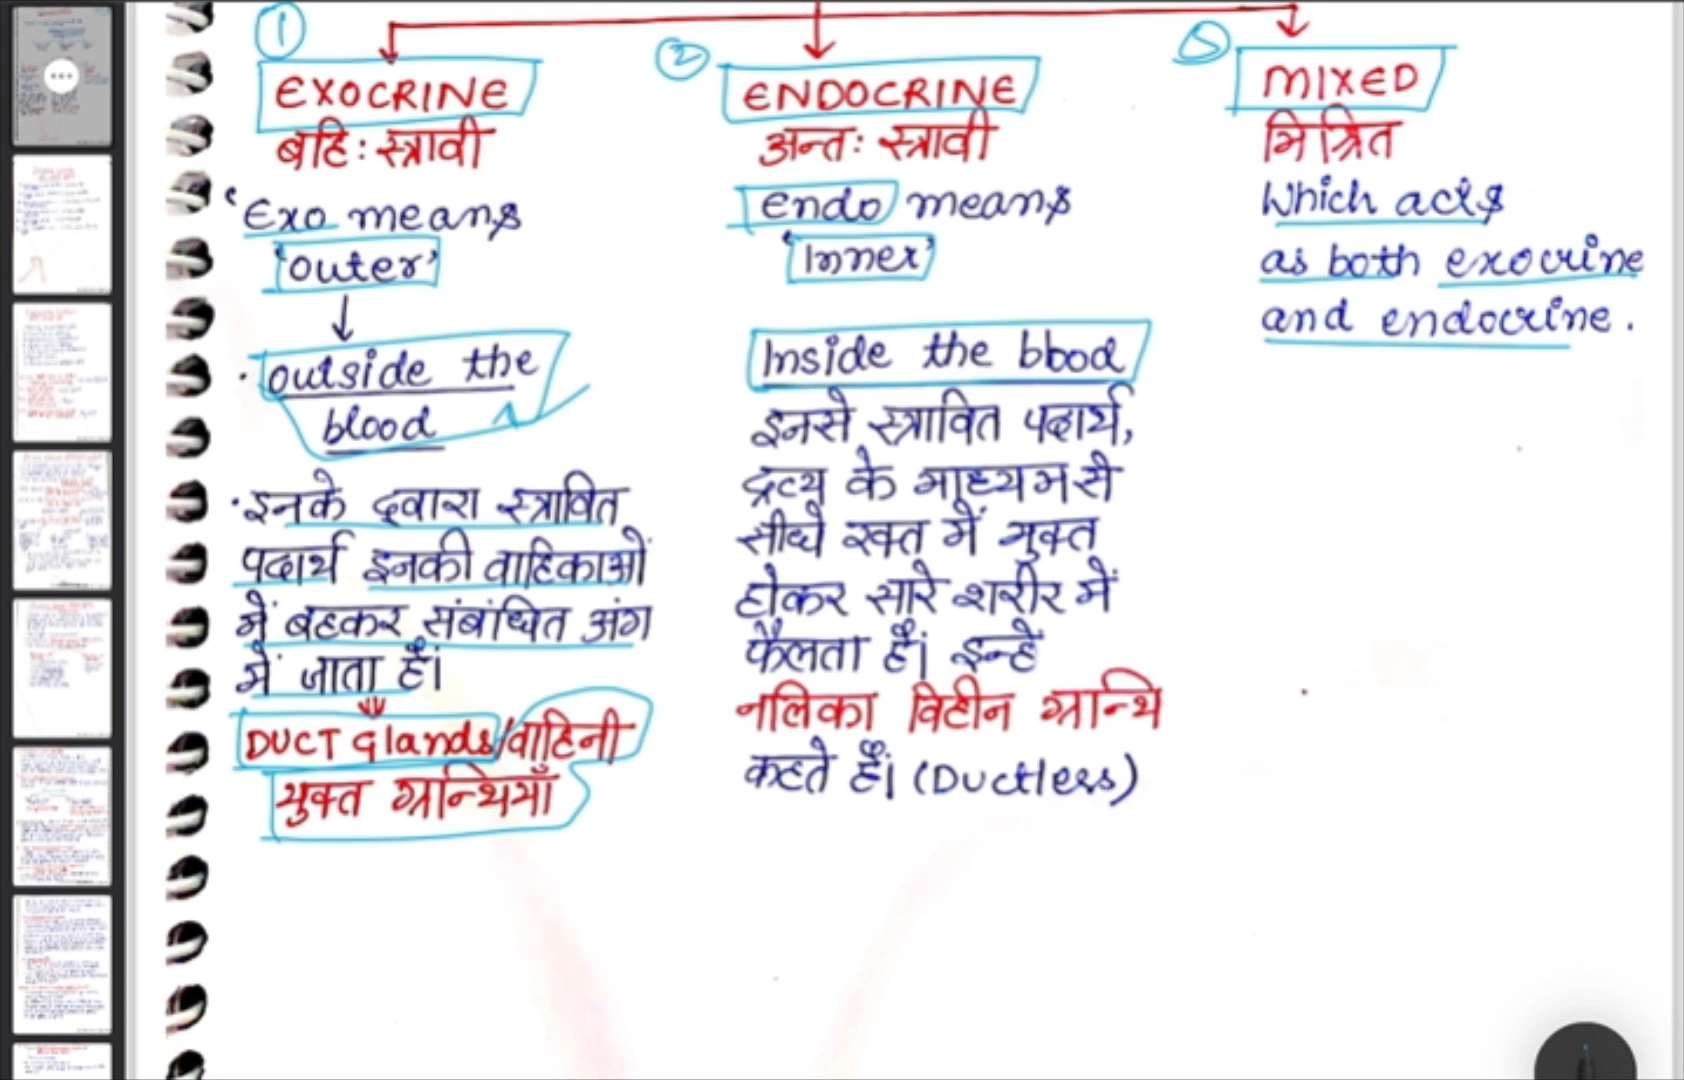 1
EXOCRINE
बहि: स्त्रावी
'Exo means
'outer'
outside the
blood
· इनके द्वारा स्त्रावित
पदार्थ इनकी वाहिकाओं
में बहकर संबंधित अंग
में जाता है।
DUCT Glands/वाहिनी
युक्त ग्रन्थियाँ
2
ENDOCRINE
अन्त: स्त्रावी
Endo means
'Inner'
Inside the blood
इनसे स्त्रावित पदार्थ,
द्रव्य के माध्यम से
सीधे रक्त में मुक्त
होकर सारे शरीर में
फैलता है। इन्हे
नलिका विहीन ग्रान्थि
कहते हैं। (Ductless)
3
MIXED
मिश्रित
Which acts
as both exocrine
and endocrine.